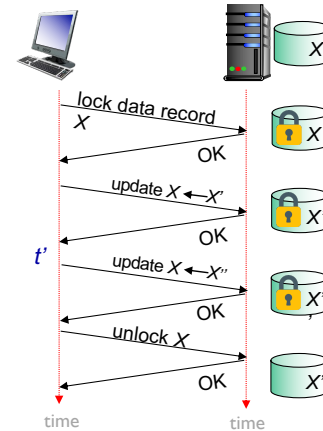 X
lock data record
X
X
OK
update X ← X'
X
t'
OK
update X ← X''
X'
'
OK
unlock X
OK
X'
time
time